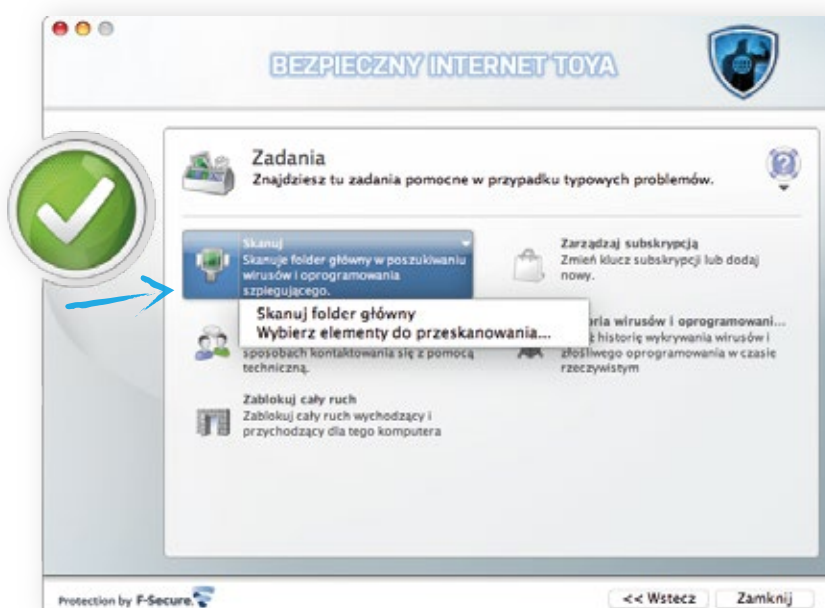 BEZPIECZNY INTERNET TOYA
Zadania
Znajdziesz tu zadania pomocne w przypadku typowych problemów.
Skanuj
Skanuje folder główny w poszukiwaniu
wirusów i oprogramowania
szpiegującego.
Skanuj folder główny
Wybierz elementy do przeskanowania...
sposobach kontaktowania się z pomocą
techniczną.
Zablokuj cały ruch
Zablokuj cały ruch wychodzący i
przychodzący dla tego komputera
Zarządzaj subskrypcją
Zmień klucz subskrypcji lub dodaj
nowy.
wirusów i oprogramowani...
historię wykrywania wirusów i
złośliwego oprogramowania w czasie
rzeczywistym
Protection by F-Secure.
<< Wstecz
Zamknij